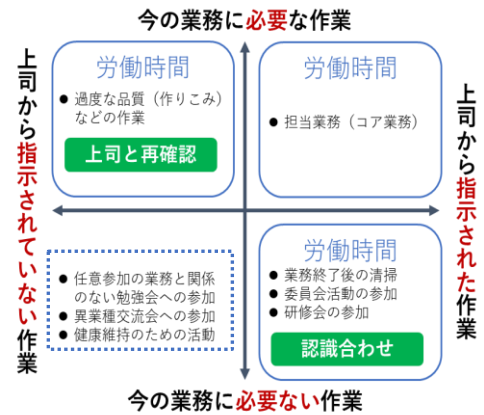 今の業務に必要な作業
上司から指示されていない作業
労働時間
● 過度な品質（作りこみ）
などの作業
上司と再確認
労働時間
● 担当業務（コア業務）
上司から指示された作業
● 任意参加の業務と関係
のない勉強会への参加
● 異業種交流会への参加
● 健康維持のための活動
労働時間
● 業務終了後の清掃
● 委員会活動の参加
● 研修会の参加
認識合わせ
今の業務に必要ない作業